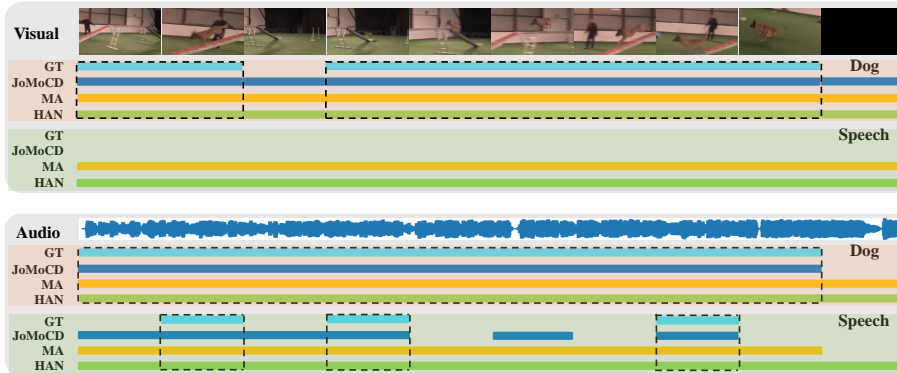 Visual
GT
Dog
JoMoCD
MA
HAN
GT
Speech
JoMoCD
MA
HAN
Audio
GT
Dog
JoMoCD
MA
HAN
GT
Speech
JoMoCD
MA
HAN